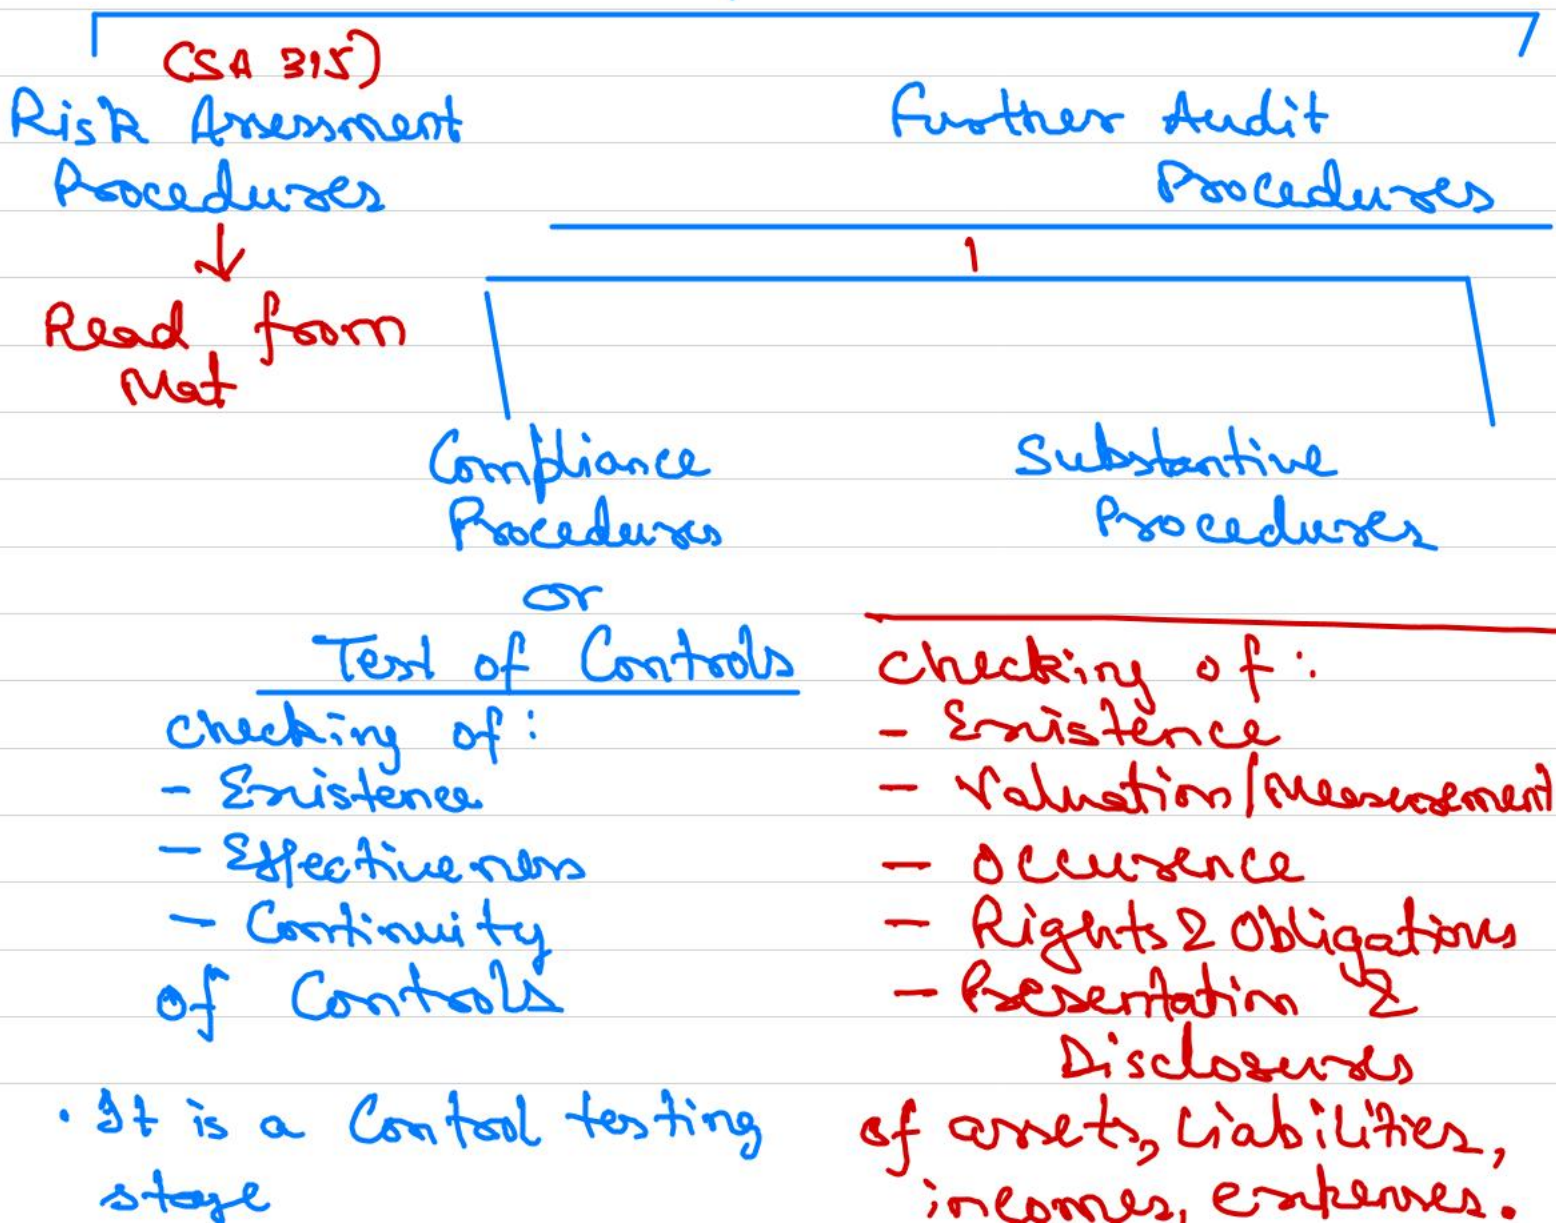 (SA 315)
Risk Assessment
Procedures
Read from
Mat
Further Audit
Procedures
Compliance
Procedures
or
Test of Controls
checking of:
- Existence
- Effectiveness
- Continuity
of Controls
· It is a Control testing
stage
Substantive
Procedures
checking of:
- Existence
- Valuation/Measurement
- Occurence
- Rights & Obligations
- Presentation &
Disclosures
of assets, Liabilities,
incomes, expenses.